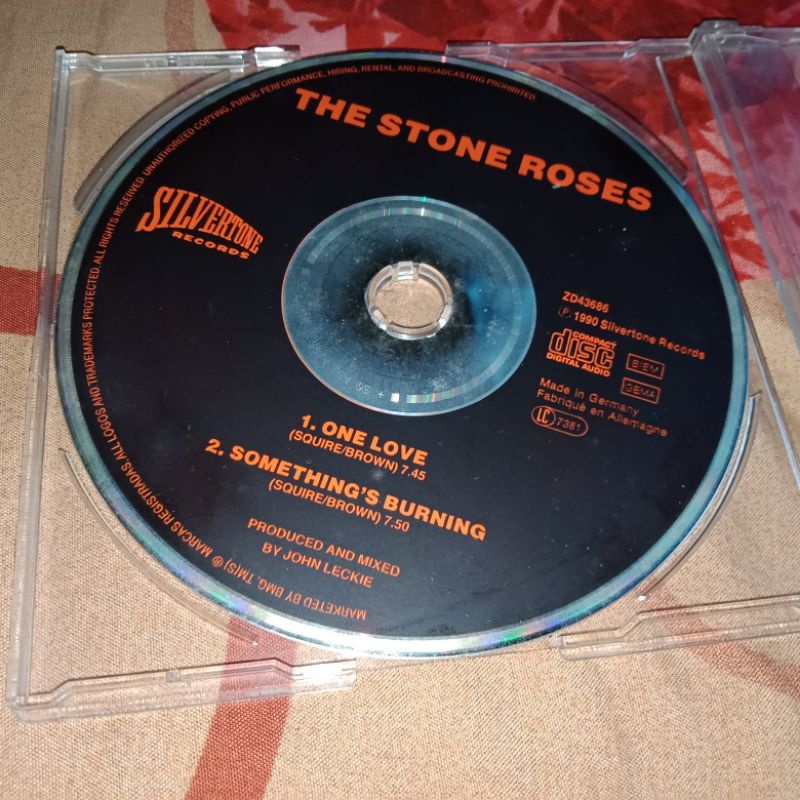 MARCAS REGISTRADAS. ALL LOGOS AND TRADEMARKS PROTECTED. ALL RIGHTS RESERVED. UNAUTHORIZED COPYING, PUBLIC PERFORMANCE, HIRING, RENTAL, AND BROADCASTING PROHIBITED.
THE STONE ROSES
SILVERTONE
RECORDS
ZD43686
℗ 1990 Silvertone Records
COMPACT
disc
DIGITAL AUDIO
BIEM
GEMA
Made in Germany
Fabriqué en Allemagne
LC 7381
1. ONE LOVE
(SQUIRE/BROWN) 7.45
2. SOMETHING'S BURNING
(SQUIRE/BROWN) 7.50
PRODUCED AND MIXED
BY JOHN LECKIE
MARKETED BY BMG. TM(S) ®